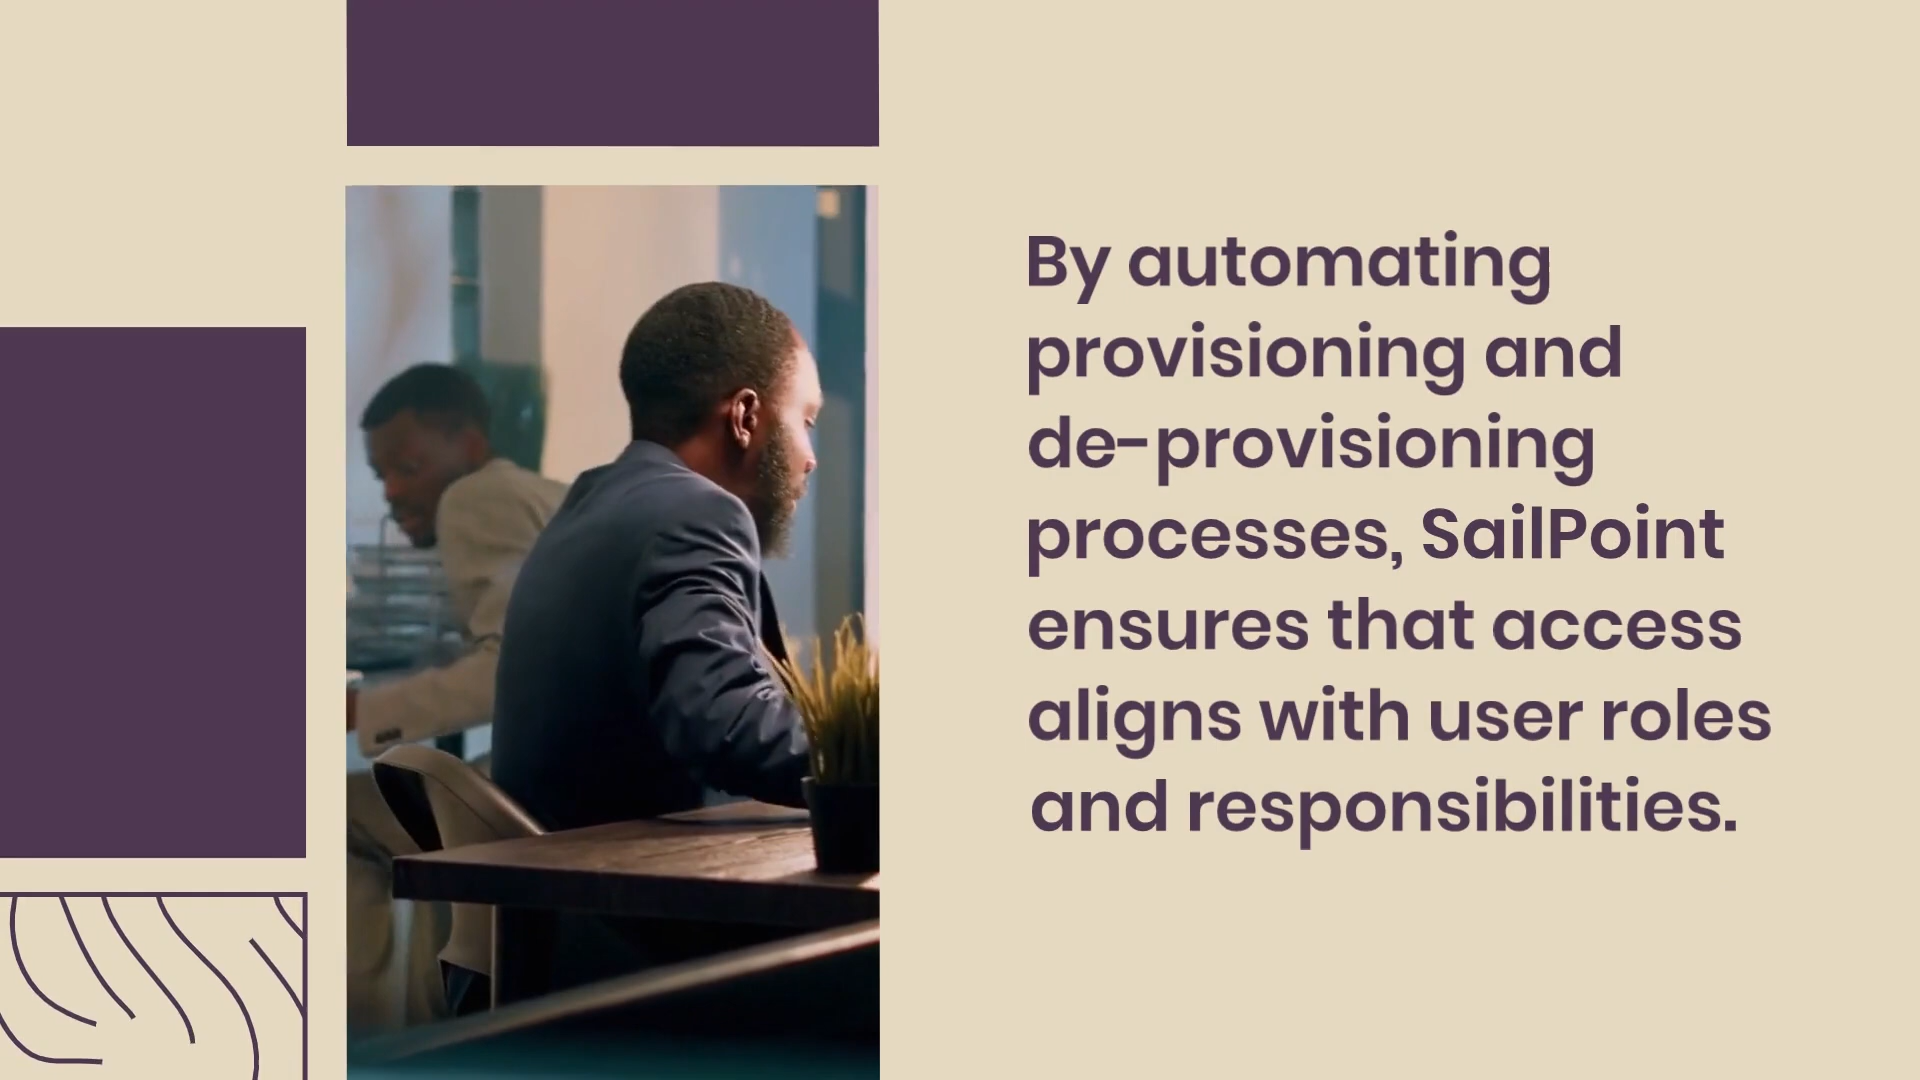 By automating
provisioning and
de-provisioning
processes, SailPoint
ensures that access
aligns with user roles
and responsibilities.